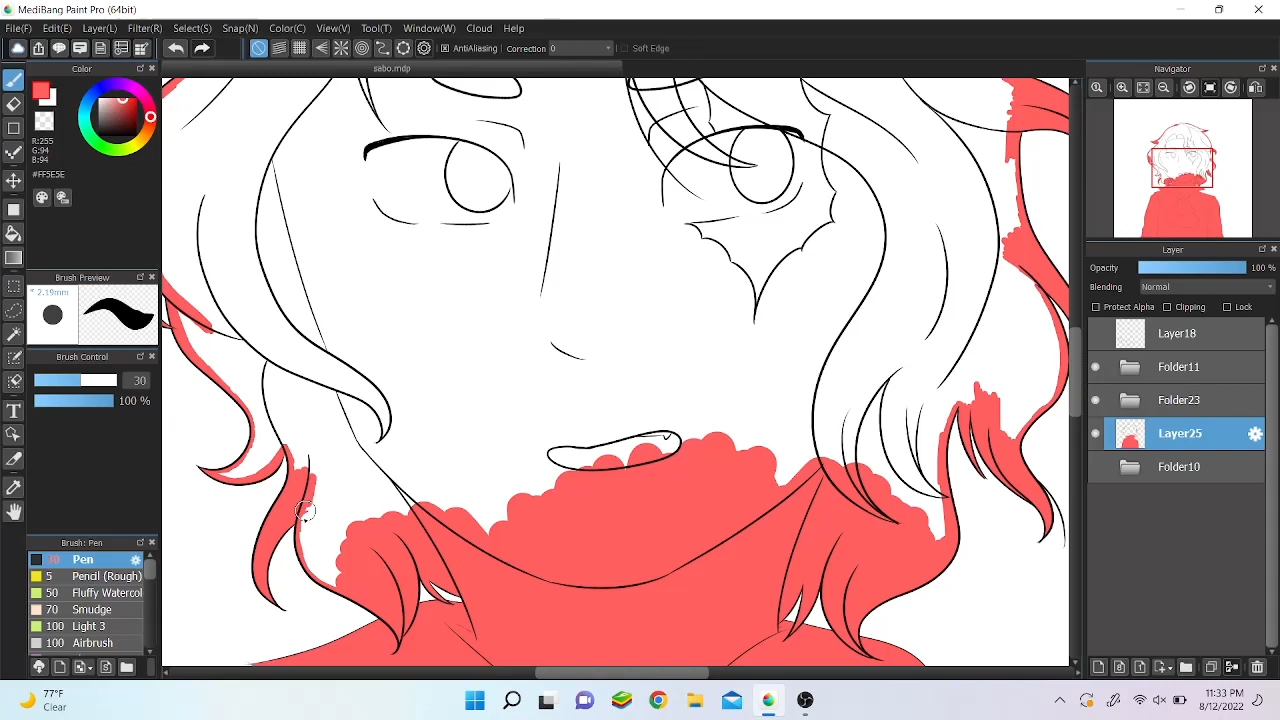 MediBang Paint Pro (64bit)
File(F) Edit(E) Layer(L) Filter(R) Select(S) Snap(N) Color(C) View(V) Tool(T) Window(W) Cloud Help
AntiAliasing Correction 0 Soft Edge
Color
sabo.mdp
Navigator
R:255
G:94
B:94
#FF5E5E
Brush Preview
2.19mm
Brush Control
30
100 %
Layer
Opacity 100 %
Blending Normal
Protect Alpha Clipping Lock
Layer18
Folder11
Folder23
Layer25
Folder10
Brush: Pen
30 Pen
5 Pencil (Rough)
50 Fluffy Watercol
70 Smudge
100 Light 3
100 Airbrush
77°F
Clear
11:33 PM
8/12/2022